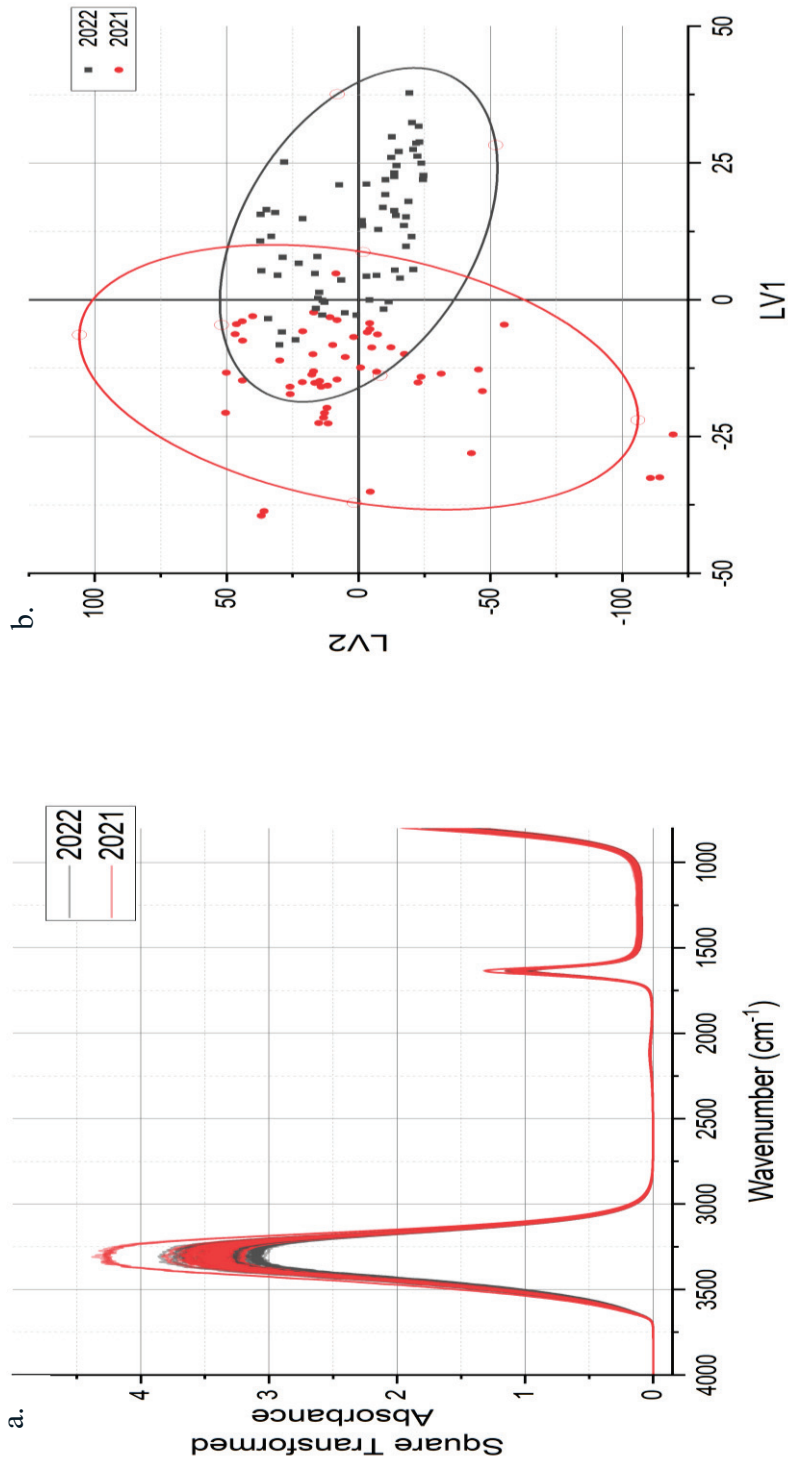 a.
Square Transformed
Absorbance
4
3
2
1
0
4000 3500 3000 2500 2000 1500 1000
Wavenumber (cm⁻¹)
2022
2021
b.
LV2
100
50
0
-50
-100
-50 -25 0 25 50
LV1
2022
2021